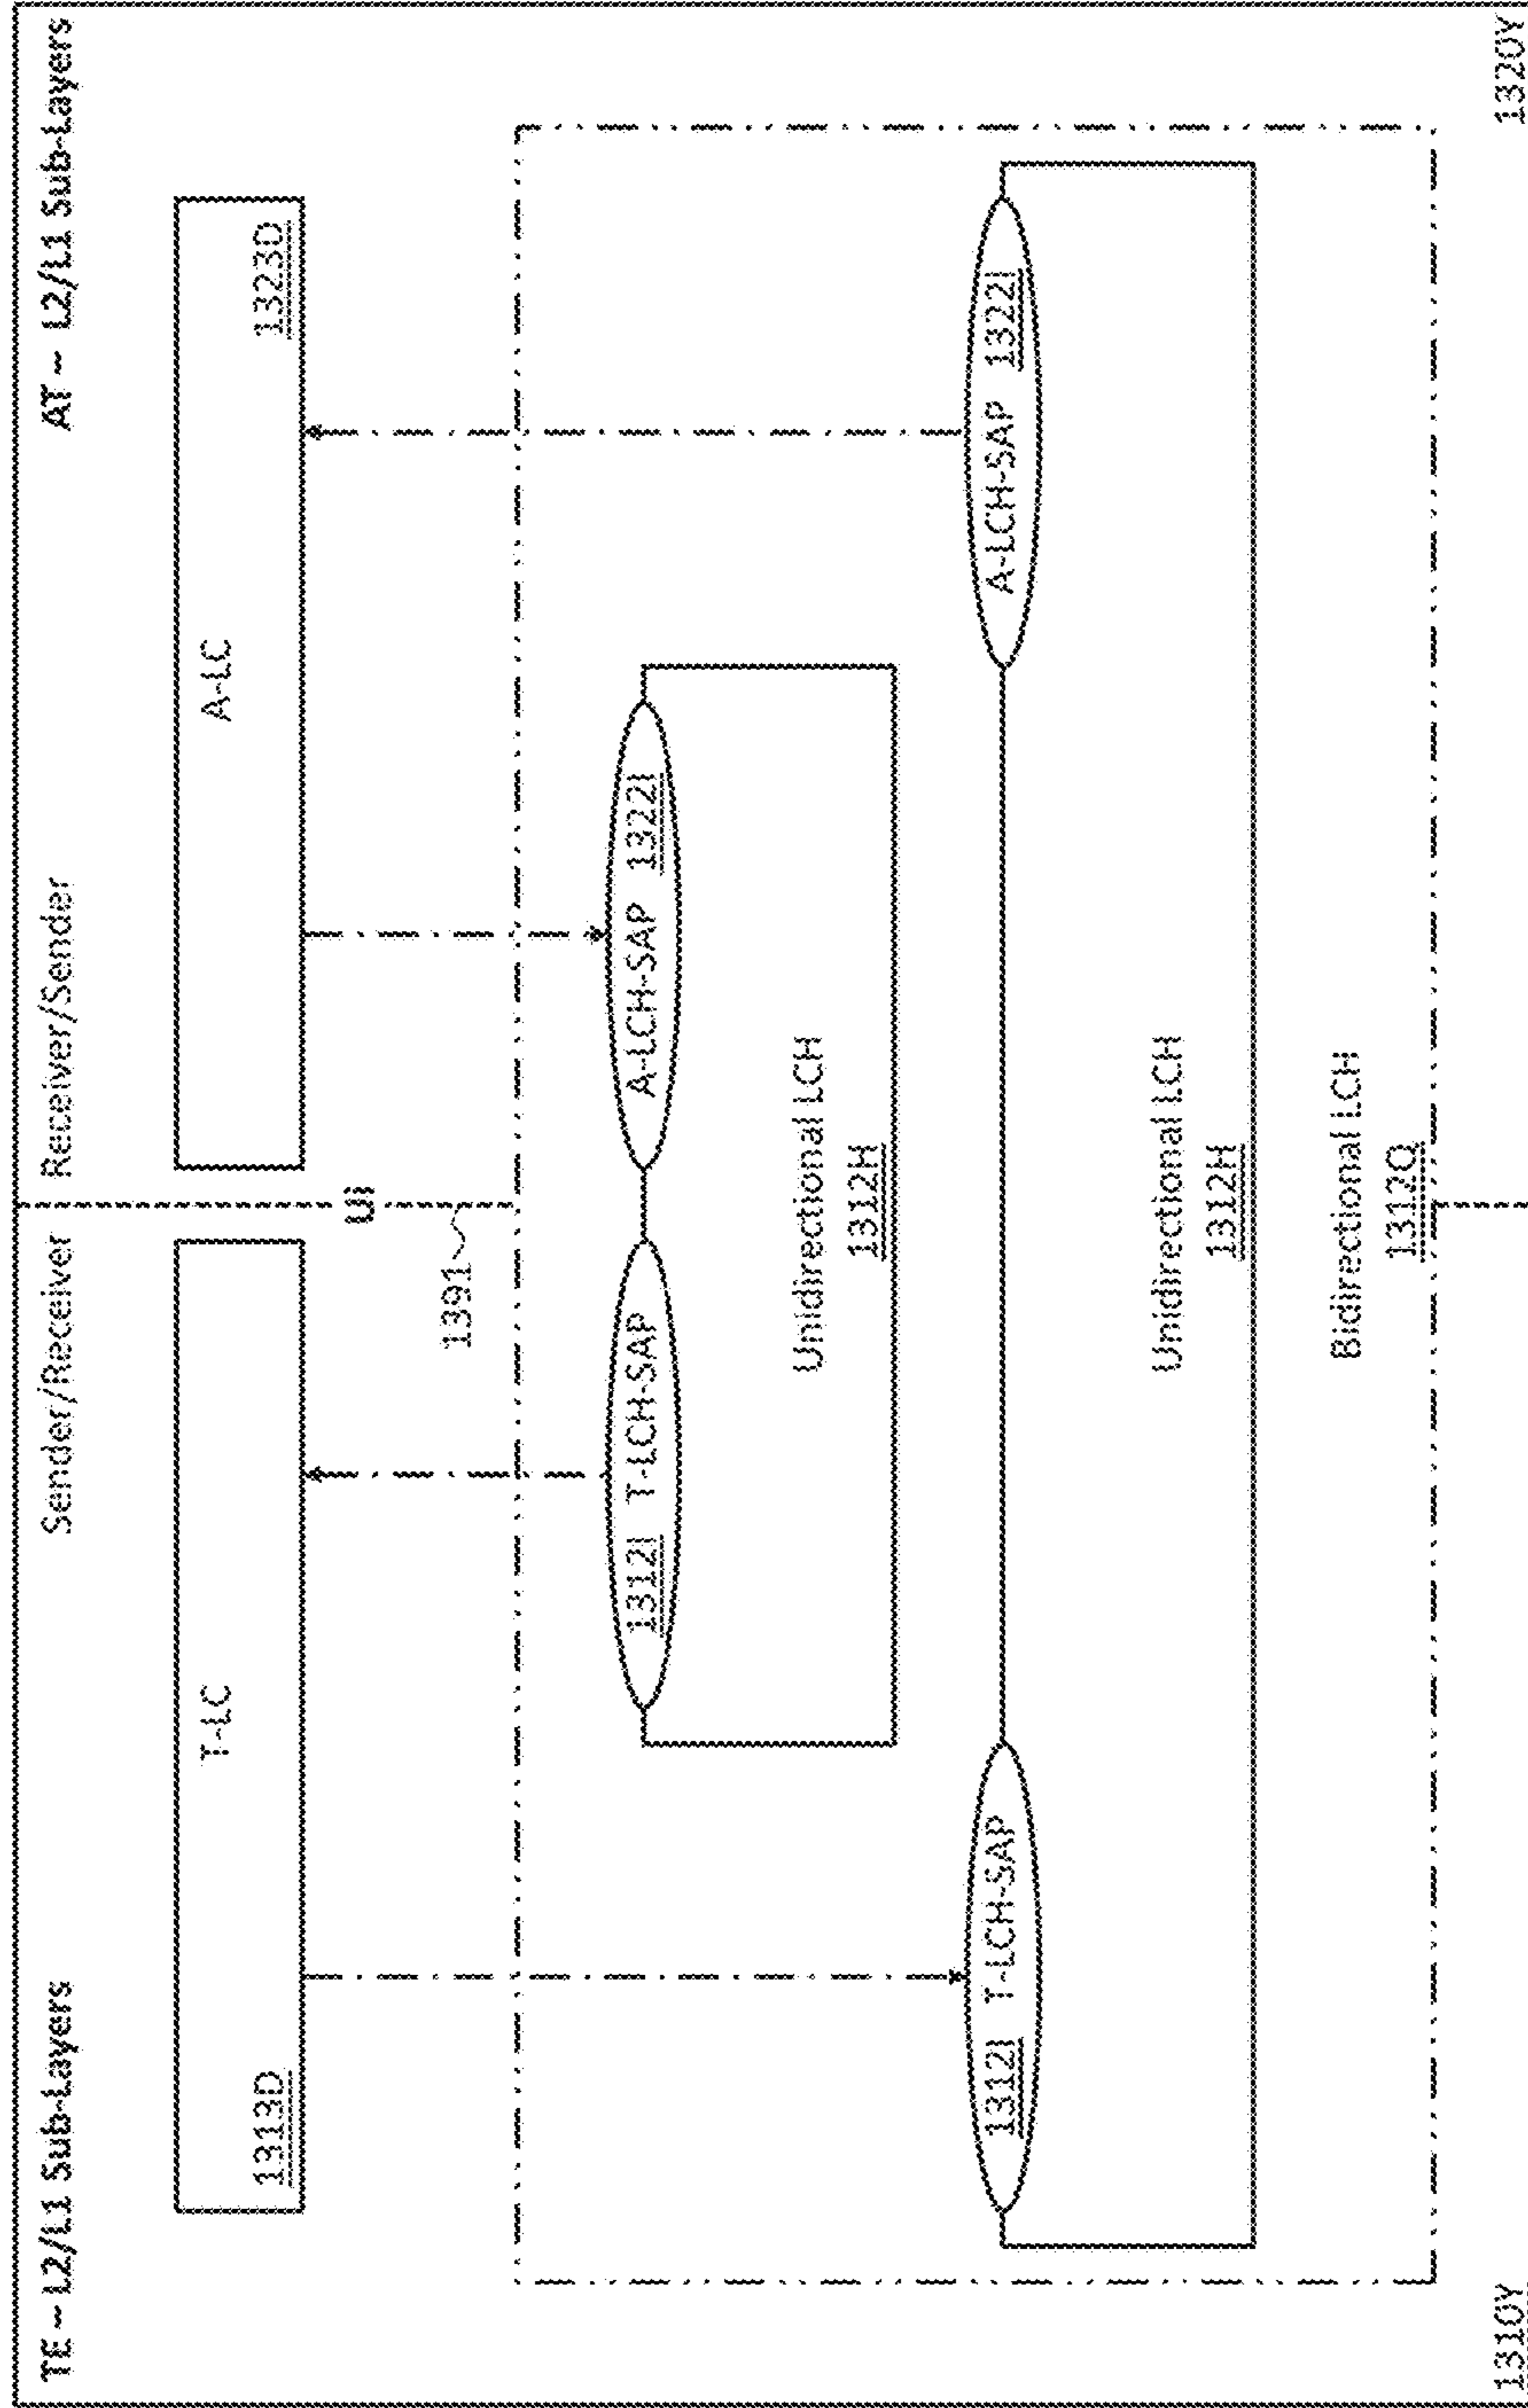 TE – L2/L1 Sub-Layers
Sender/Receiver
Receiver/Sender
AT – L2/L1 Sub-Layers
T-LC
1313D
A-LC
1323D
UI
1391
1312I T-LCH-SAP
A-LCH-SAP 1322I
Unidirectional LCH
1312H
1312I T-LCH-SAP
A-LCH-SAP 1322I
Unidirectional LCH
1312H
Bidirectional LCH
1312Q
1310Y
1320Y